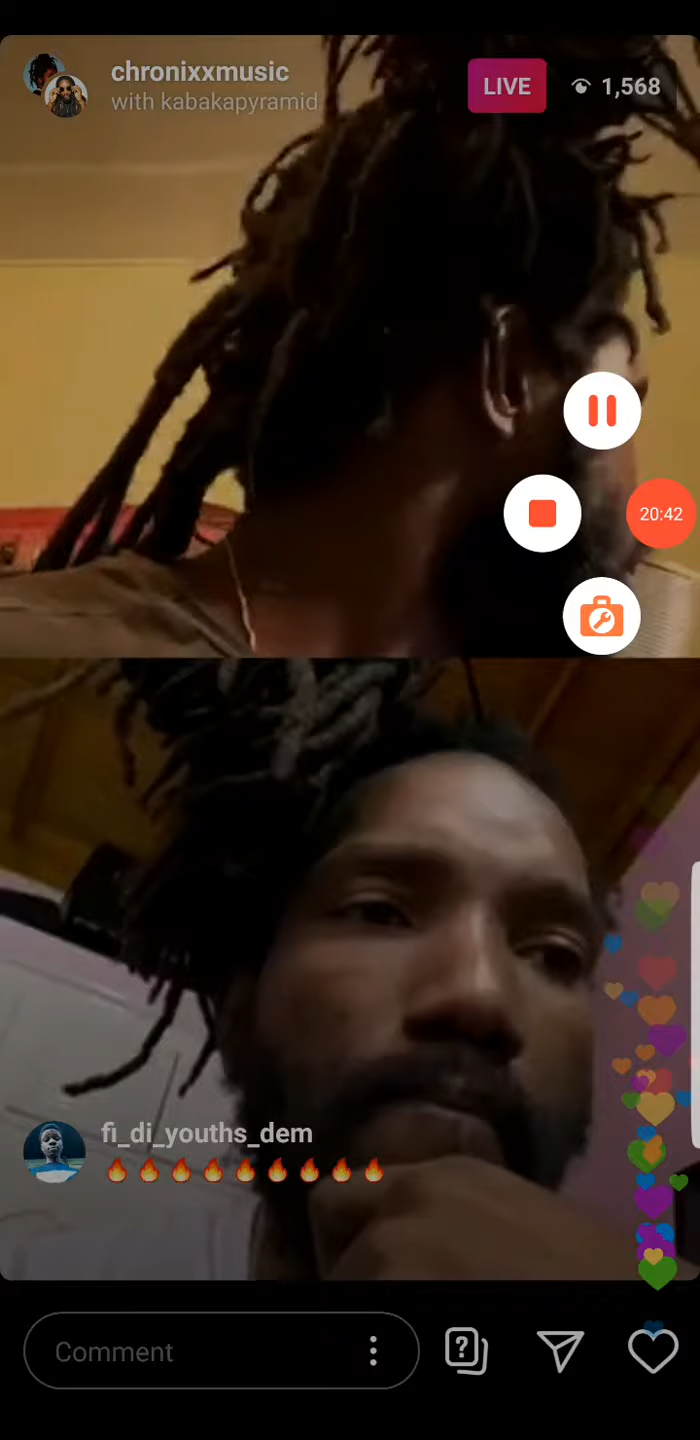 chronixxmusic
with kabakapyramid
LIVE
1,568
20:42
fi_di_youths_dem
Comment